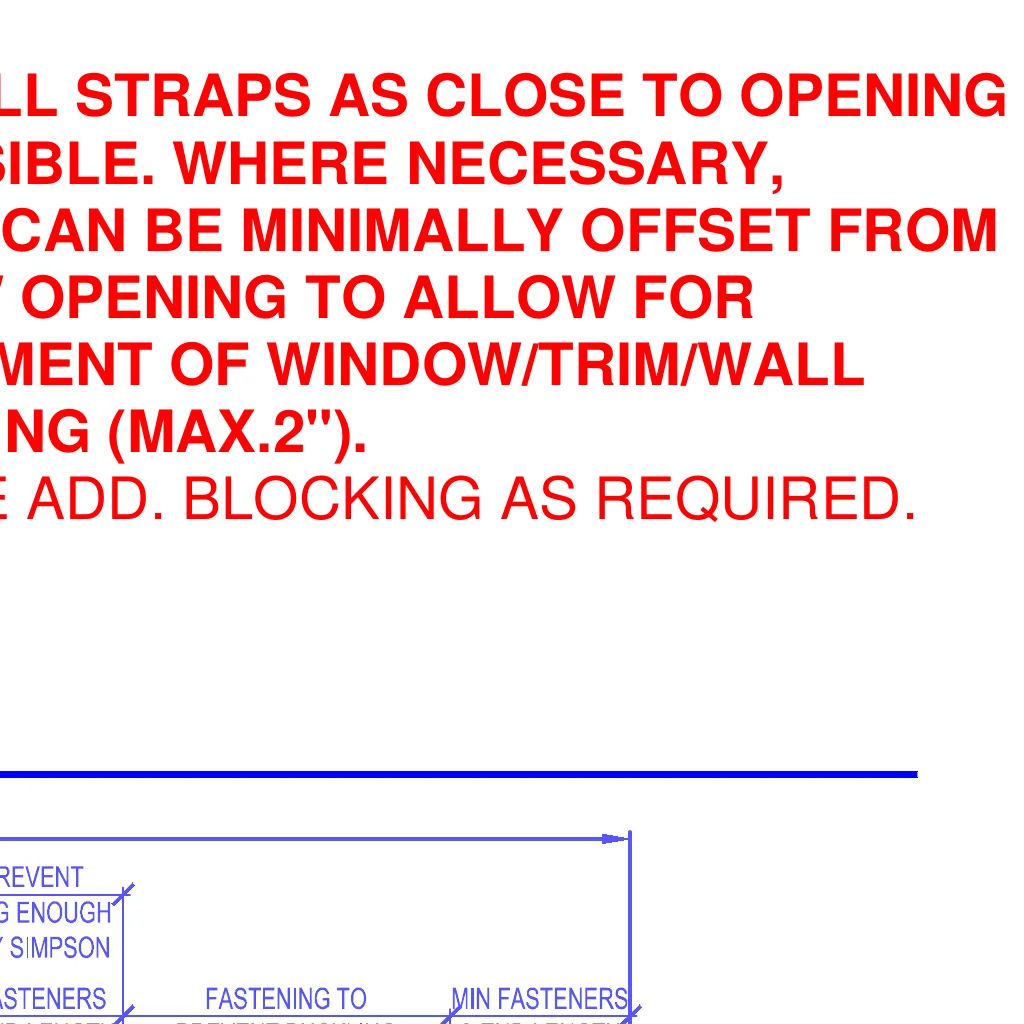 LL STRAPS AS CLOSE TO OPENING
SIBLE. WHERE NECESSARY,
CAN BE MINIMALLY OFFSET FROM
OPENING TO ALLOW FOR
MENT OF WINDOW/TRIM/WALL
NG (MAX.2").
E ADD. BLOCKING AS REQUIRED.
REVENT
G ENOUGH
Y SIMPSON
ASTENERS
FASTENING TO
MIN FASTENERS